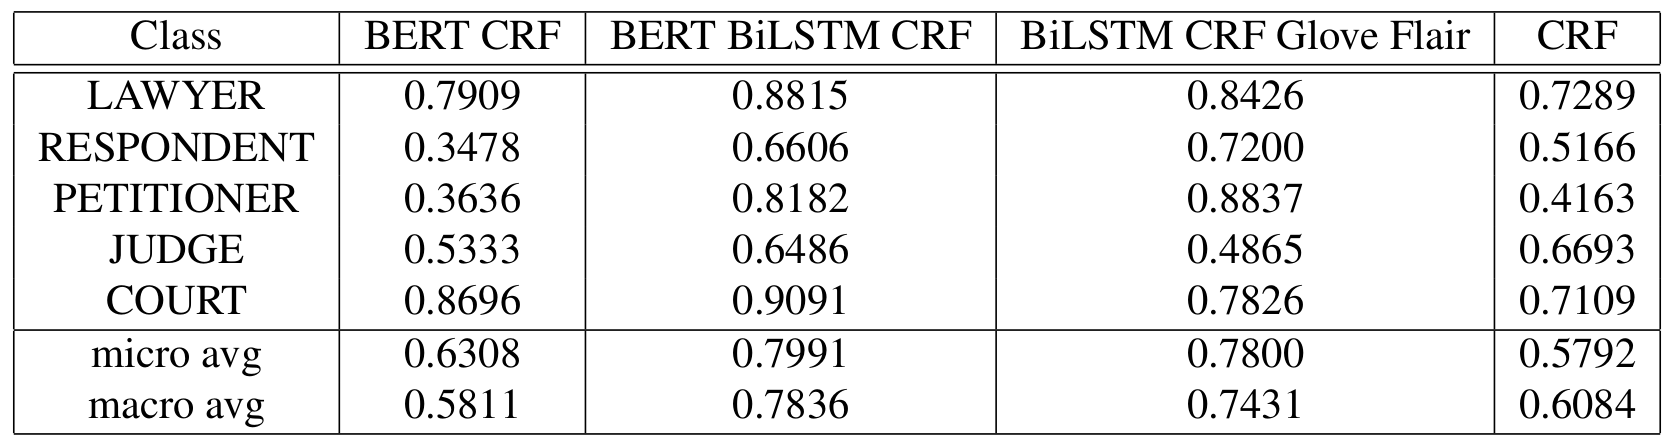 Class BERT CRF BERT BiLSTM CRF BiLSTM CRF Glove Flair CRF
LAWYER 0.7909 0.8815 0.8426 0.7289
RESPONDENT 0.3478 0.6606 0.7200 0.5166
PETITIONER 0.3636 0.8182 0.8837 0.4163
JUDGE 0.5333 0.6486 0.4865 0.6693
COURT 0.8696 0.9091 0.7826 0.7109
micro avg 0.6308 0.7991 0.7800 0.5792
macro avg 0.5811 0.7836 0.7431 0.6084